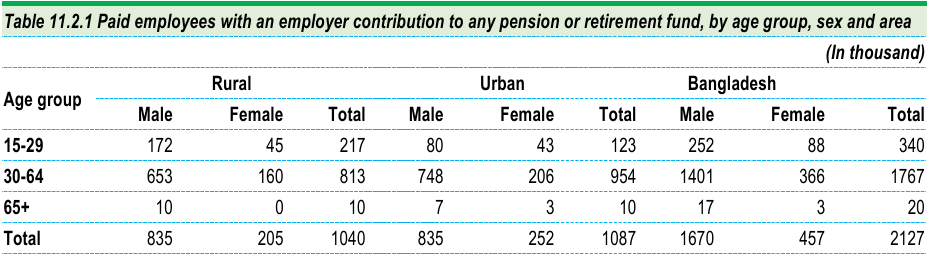 Table 11.2.1 Paid employees with an employer contribution to any pension or retirement fund, by age group, sex and area
(In thousand)
Age group Rural Urban Bangladesh
Male Female Total Male Female Total Male Female Total
15-29 172 45 217 80 43 123 252 88 340
30-64 653 160 813 748 206 954 1401 366 1767
65+ 10 0 10 7 3 10 17 3 20
Total 835 205 1040 835 252 1087 1670 457 2127